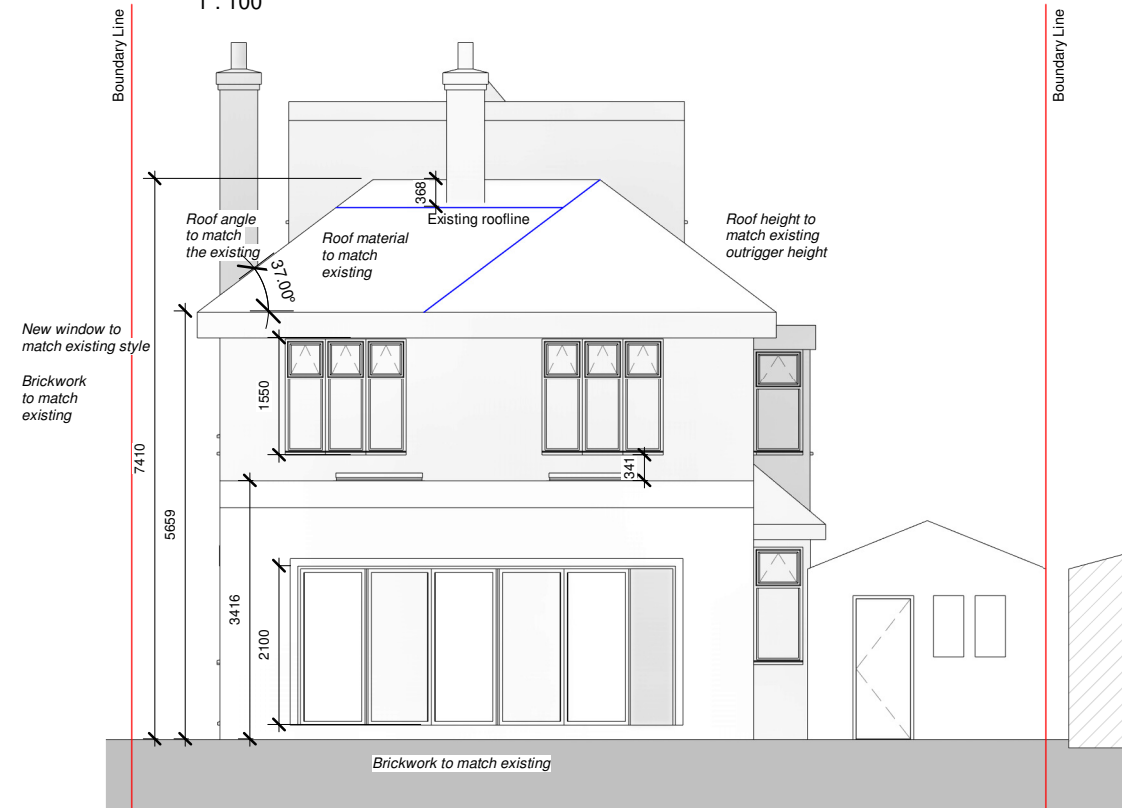 1 : 100
Boundary Line
Boundary Line
368
Existing roofline
Roof angle
to match
the existing
Roof material
to match
existing
Roof height to
match existing
outrigger height
37.00°
New window to
match existing style
Brickwork
to match
existing
1550
341
7410
5659
3416
2100
Brickwork to match existing